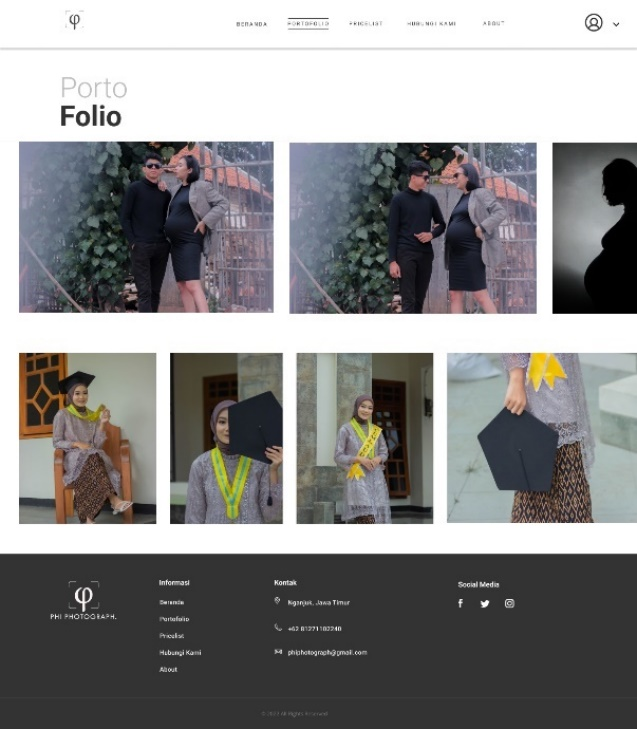 φ
BERANDA PORTOFOLIO PRICELIST HUBUNGI KAMI ABOUT
Porto
Folio
φ
PHI PHOTOGRAPH.
Informasi
Beranda
Portofolio
Pricelist
Hubungi Kami
About
Kontak
Nganjuk, Jawa Timur
+62 81271102240
phiphotograph@gmail.com
Social Media
© 2021 All Rights Reserved